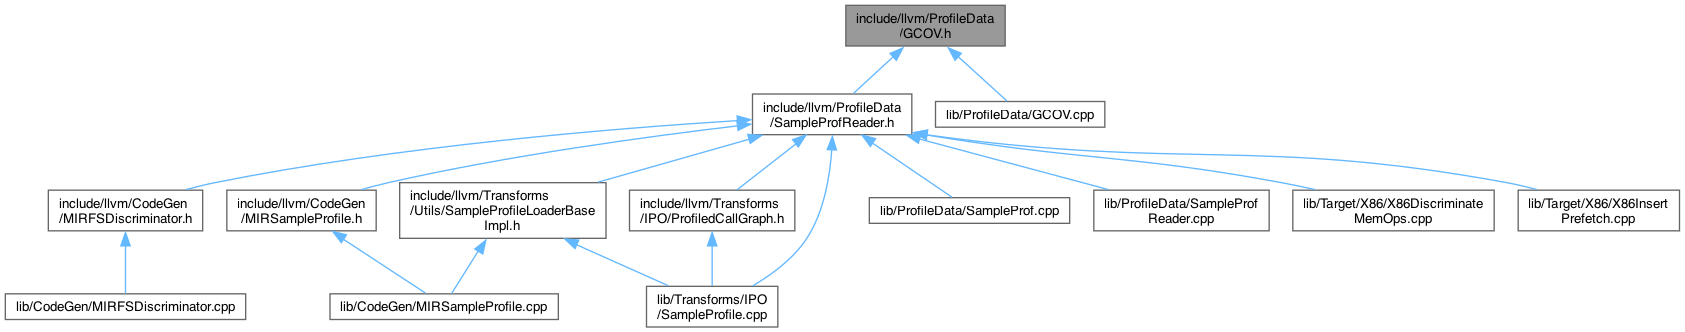 include/llvm/ProfileData
/GCOV.h
include/llvm/ProfileData
/SampleProfReader.h
lib/ProfileData/GCOV.cpp
include/llvm/CodeGen
/MIRFSDiscriminator.h
include/llvm/CodeGen
/MIRSampleProfile.h
include/llvm/Transforms
/Utils/SampleProfileLoaderBase
Impl.h
include/llvm/Transforms
/IPO/ProfiledCallGraph.h
lib/ProfileData/SampleProf.cpp
lib/ProfileData/SampleProf
Reader.cpp
lib/Target/X86/X86Discriminate
MemOps.cpp
lib/Target/X86/X86Insert
Prefetch.cpp
lib/CodeGen/MIRFSDiscriminator.cpp
lib/CodeGen/MIRSampleProfile.cpp
lib/Transforms/IPO
/SampleProfile.cpp